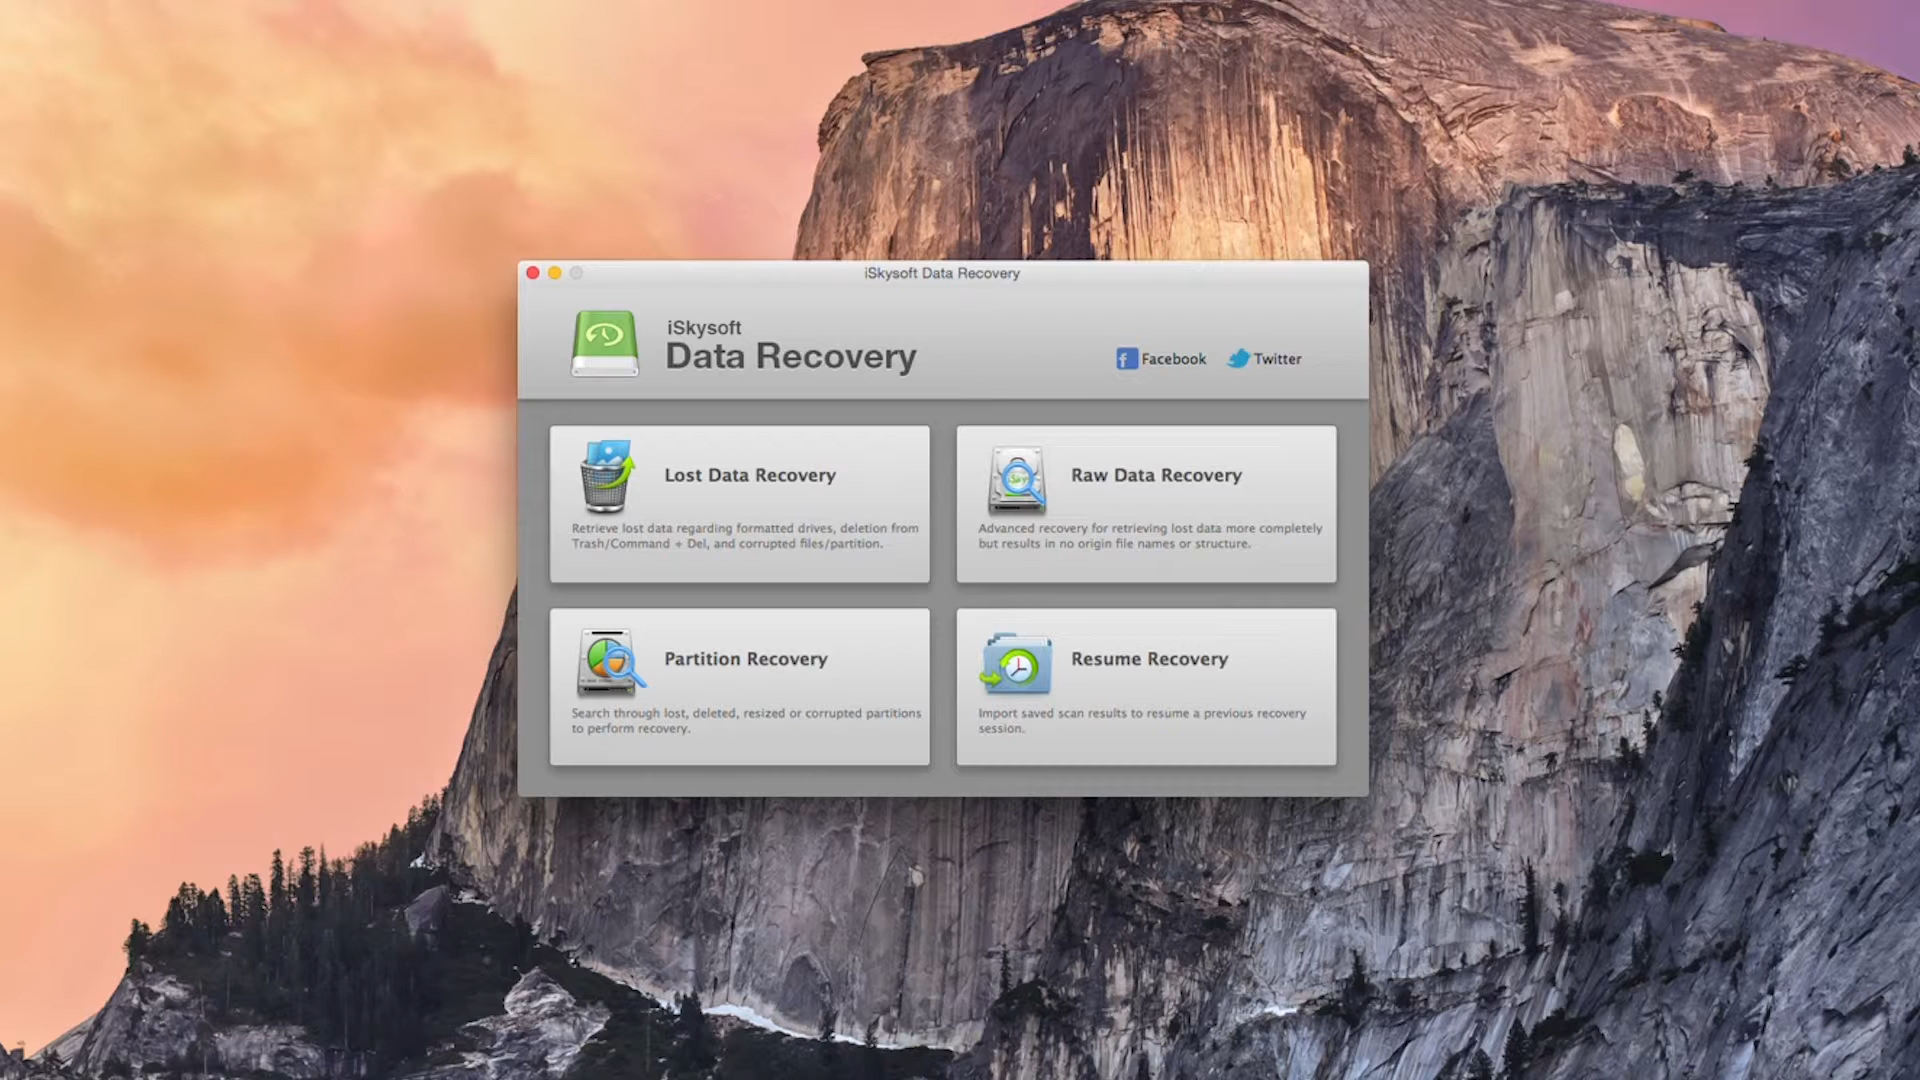 iSkysoft Data Recovery
iSkysoft
Data Recovery
Facebook
Twitter
Lost Data Recovery
Retrieve lost data regarding formatted drives, deletion from
Trash/Command + Del, and corrupted files/partition.
Raw Data Recovery
Advanced recovery for retrieving lost data more completely
but results in no origin file names or structure.
Partition Recovery
Search through lost, deleted, resized or corrupted partitions
to perform recovery.
Resume Recovery
Import saved scan results to resume a previous recovery
session.